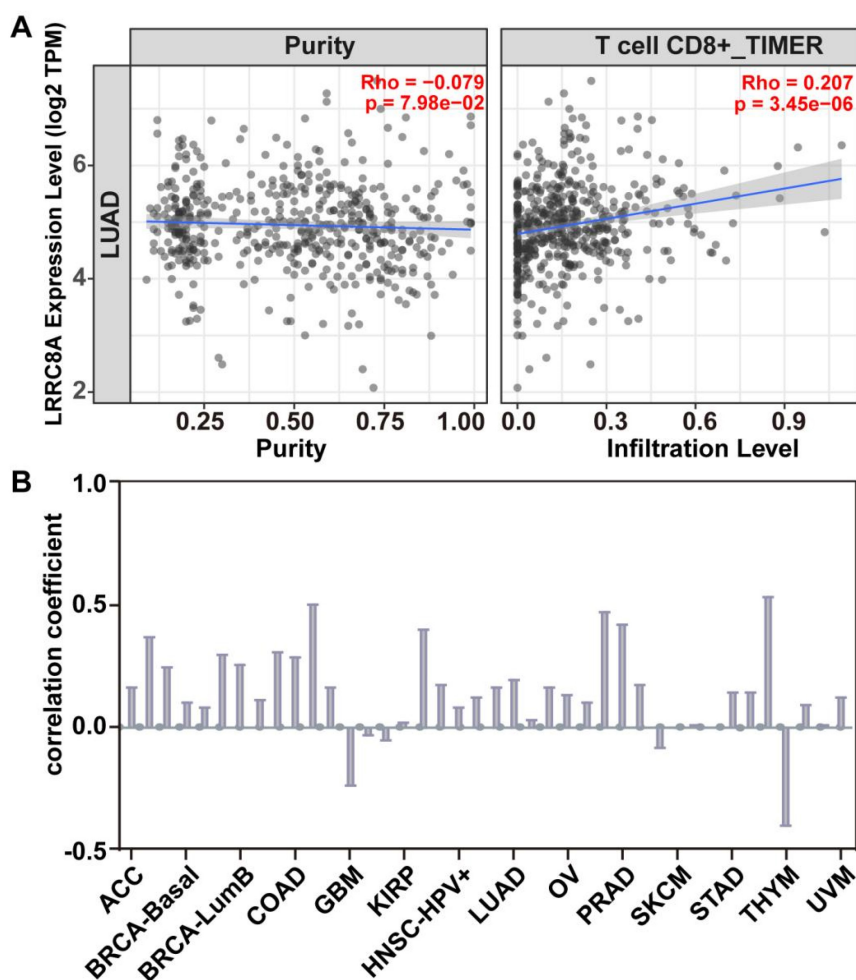 A
Purity
T cell CD8+_TIMER
LRRC8A Expression Level (log2 TPM)
LUAD
Rho = −0.079
p = 7.98e−02
Rho = 0.207
p = 3.45e−06
6
4
2
0.25 0.50 0.75 1.00
0.0 0.3 0.6 0.9
Purity
Infiltration Level
B
correlation coefficient
1.0
0.5
0.0
-0.5
ACC
BRCA-Basal
BRCA-LumB
COAD
GBM
KIRP
HNSC-HPV+
LUAD
OV
PRAD
SKCM
STAD
THYM
UVM